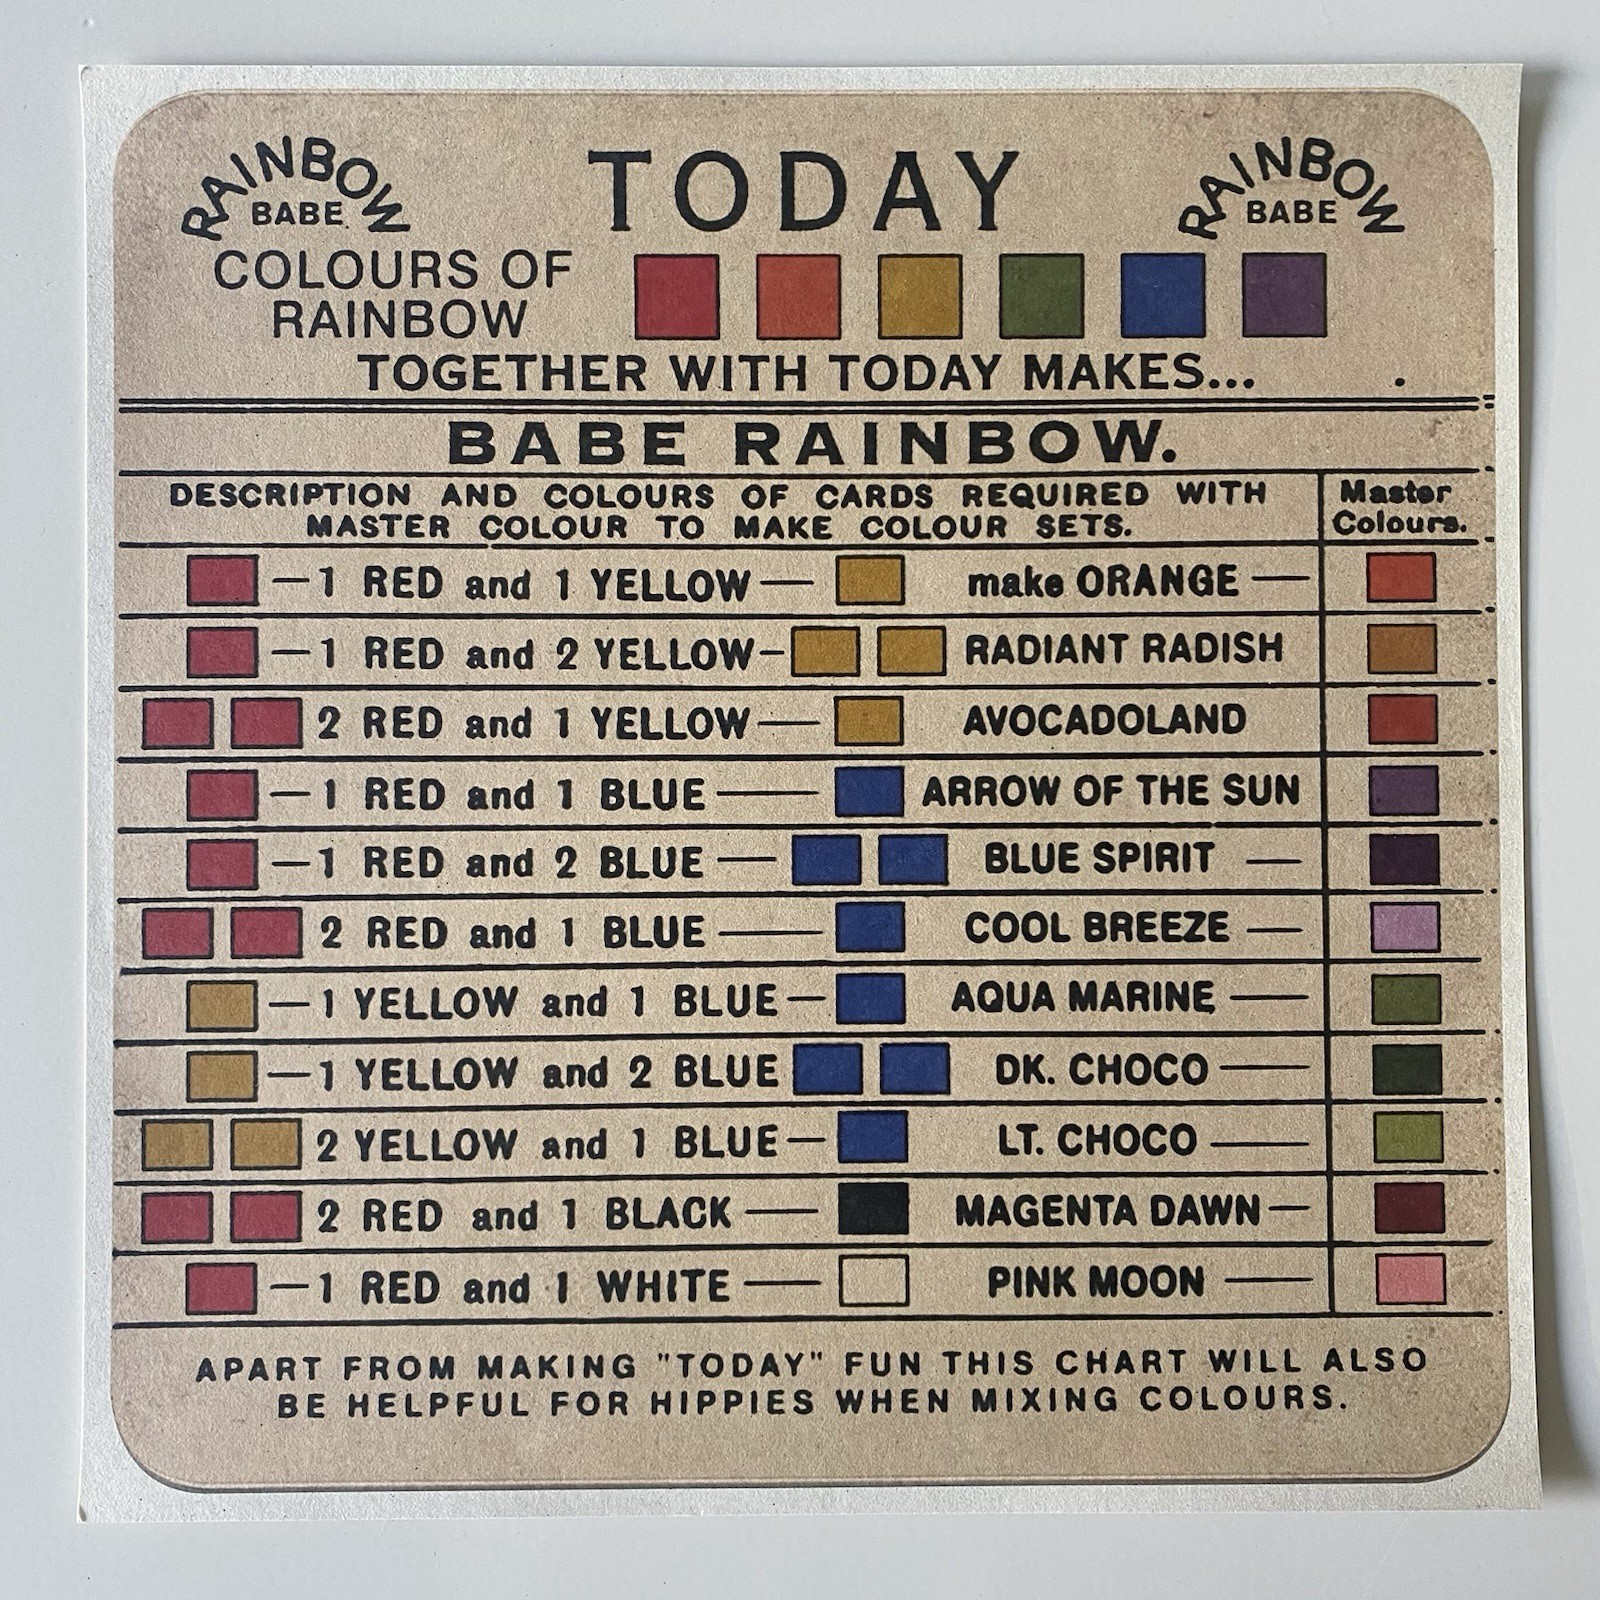 RAINBOW BABE
TODAY
RAINBOW BABE
COLOURS OF
RAINBOW
TOGETHER WITH TODAY MAKES...
BABE RAINBOW.
DESCRIPTION AND COLOURS OF CARDS REQUIRED WITH
MASTER COLOUR TO MAKE COLOUR SETS.
Master
Colours.
—1 RED and 1 YELLOW— make ORANGE—
—1 RED and 2 YELLOW— RADIANT RADISH
2 RED and 1 YELLOW— AVOCADOLAND
—1 RED and 1 BLUE— ARROW OF THE SUN
—1 RED and 2 BLUE— BLUE SPIRIT —
2 RED and 1 BLUE— COOL BREEZE —
—1 YELLOW and 1 BLUE— AQUA MARINE —
—1 YELLOW and 2 BLUE DK. CHOCO—
2 YELLOW and 1 BLUE— LT. CHOCO —
2 RED and 1 BLACK— MAGENTA DAWN—
—1 RED and 1 WHITE— PINK MOON —
APART FROM MAKING "TODAY" FUN THIS CHART WILL ALSO
BE HELPFUL FOR HIPPIES WHEN MIXING COLOURS.